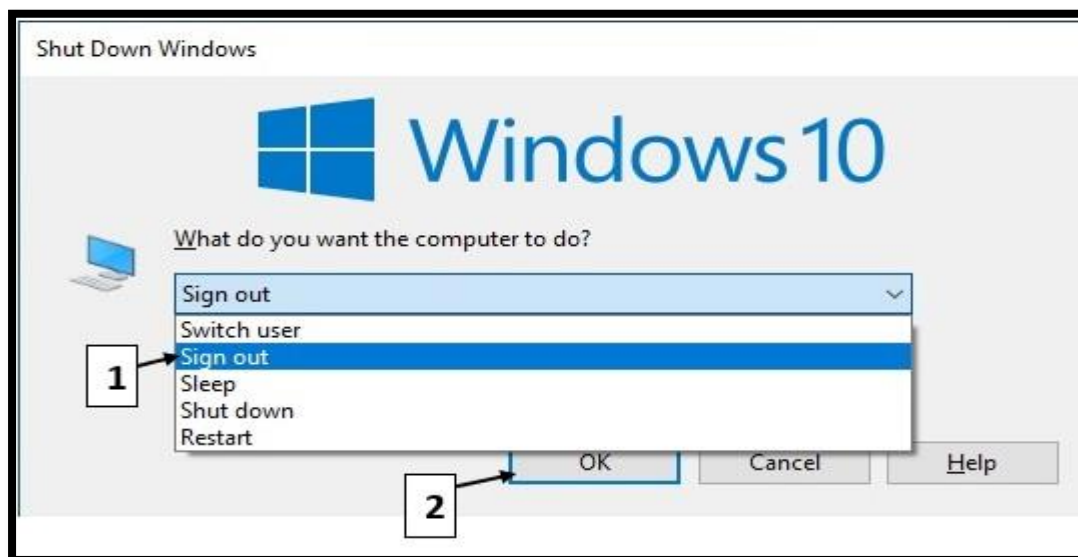 Shut Down Windows
Windows 10
What do you want the computer to do?
Sign out
Switch user
1
Sign out
Sleep
Shut down
Restart
OK
Cancel
Help
2